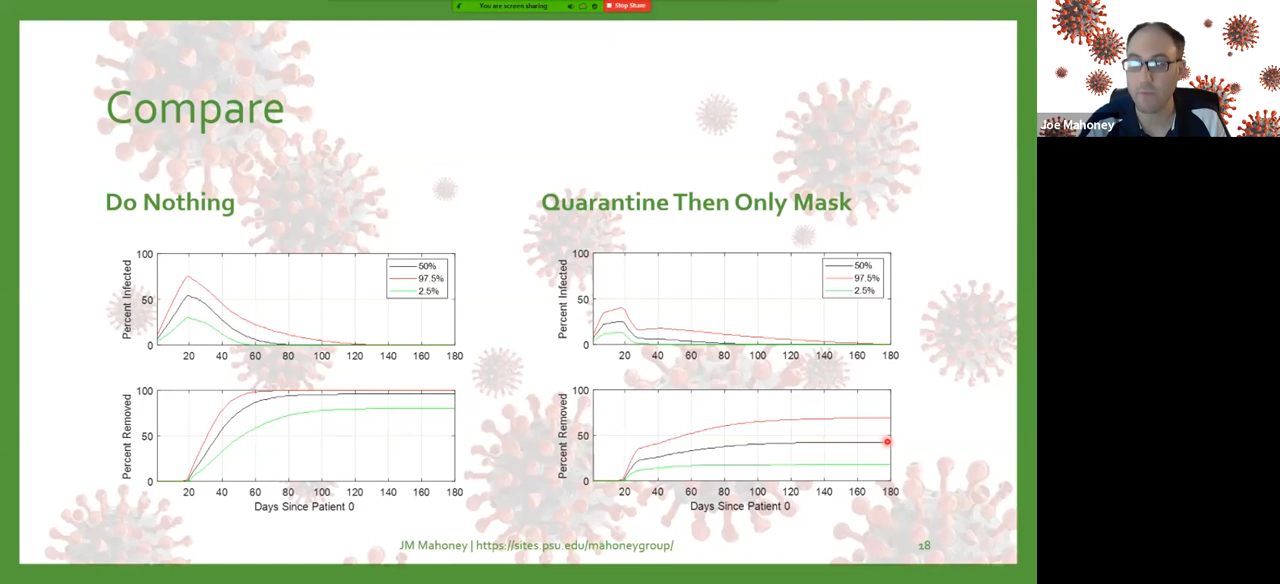 You are screen sharing
Stop Share
Joe Mahoney
Compare
Do Nothing
Quarantine Then Only Mask
100
50
0
Percent Infected
50%
97.5%
2.5%
20 40 60 80 100 120 140 160 180
100
50
0
Percent Infected
50%
97.5%
2.5%
20 40 60 80 100 120 140 160 180
100
50
0
Percent Removed
20 40 60 80 100 120 140 160 180
Days Since Patient 0
100
50
0
Percent Removed
20 40 60 80 100 120 140 160 180
Days Since Patient 0
JM Mahoney | https://sites.psu.edu/mahoneygroup/
18